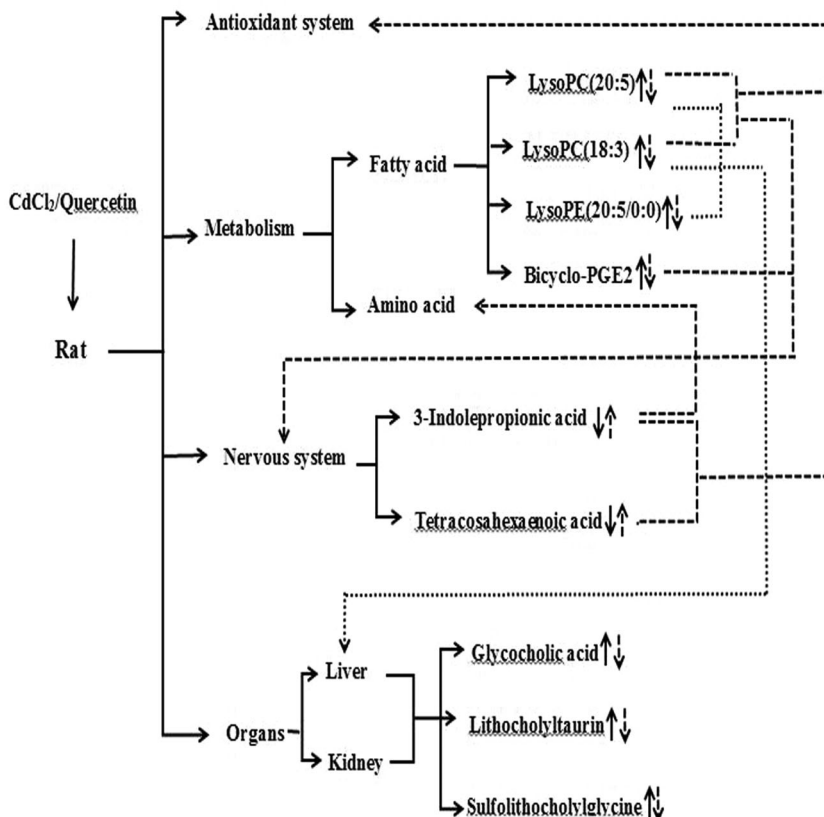 Antioxidant system
LysoPC(20:5)
LysoPC(18:3)
Fatty acid
CdCl₂/Quercetin
LysoPE(20:5/0:0)
Metabolism
Bicyclo-PGE2
Amino acid
Rat
3-Indolepropionic acid
Nervous system
Tetracosahexaenoic acid
Glycocholic acid
Liver
Organs
Lithocholyltaurin
Kidney
Sulfolithocholylglycine